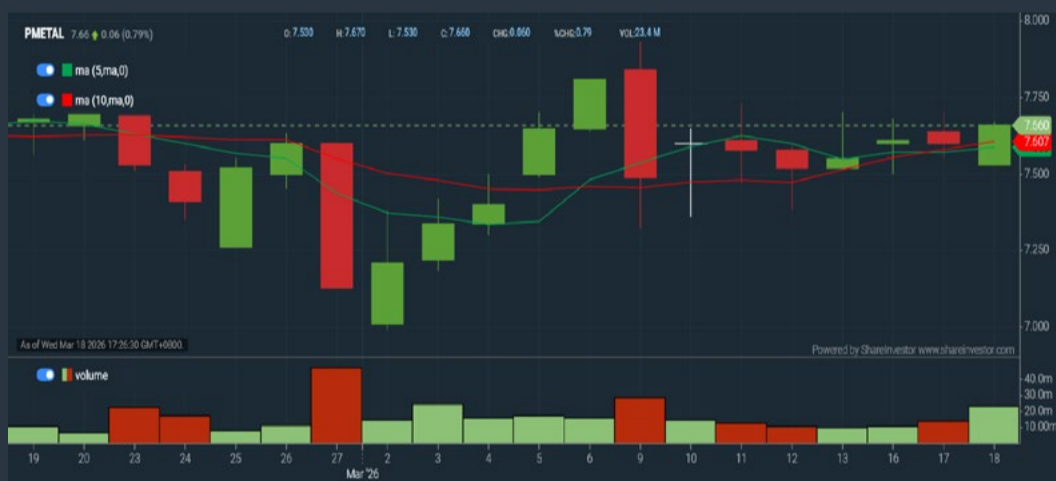 PMETAL 7.66 0.06 (0.79%) O:7.530 H:7.670 L:7.530 C:7.660 CHG:0.060 %CHG:0.79 VOL:23.4 M
ma (5,ma,0)
ma (10,ma,0)
8.000
7.750
7.660
7.607
7.500
7.250
7.000
As of Wed Mar 18 2026 17:26:30 GMT+0800.
Powered by ShareInvestor www.shareinvestor.com
volume
40.0m
30.0m
20.0m
10.00m
19 20 23 24 25 26 27 2 3 4 5 6 9 10 11 12 13 16 17 18
Mar '26